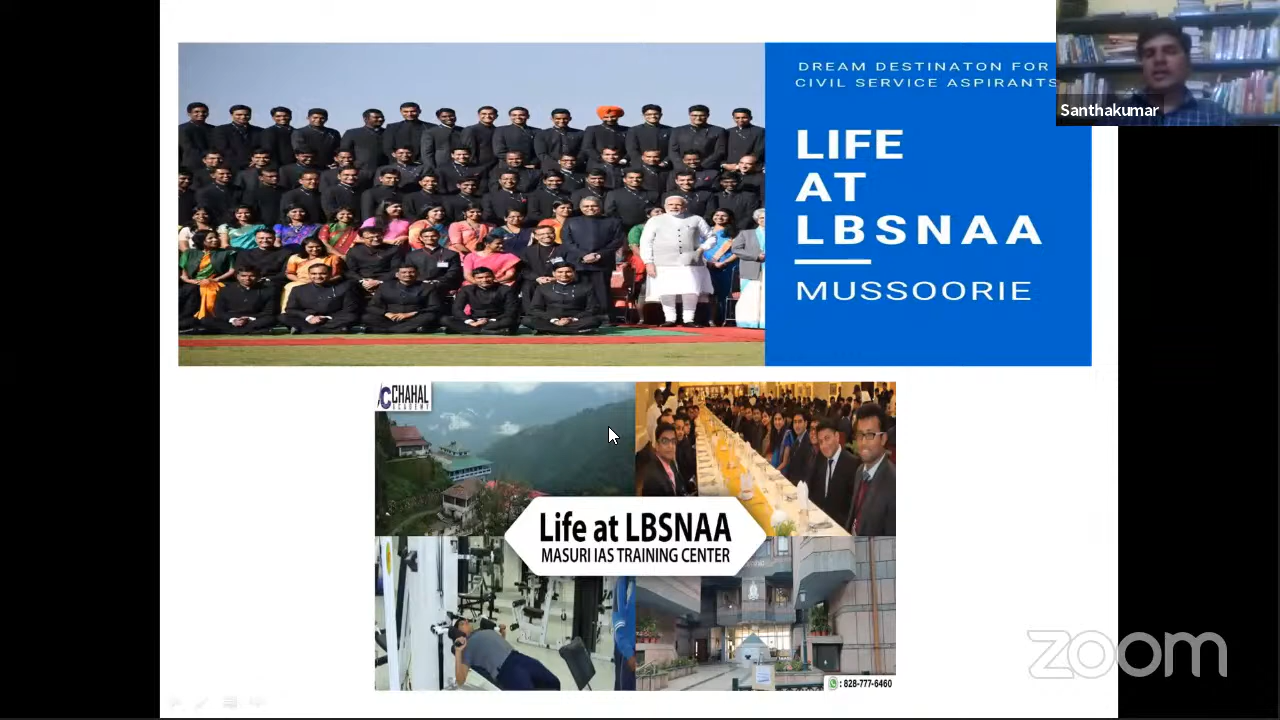 DREAM DESTINATON FOR
CIVIL SERVICE ASPIRANTS
LIFE
AT
LBSNAA
MUSSOORIE
Santhakumar
CHAHAL
ACADEMY
Life at LBSNAA
MASURI IAS TRAINING CENTER
: 828-777-6460
zoom